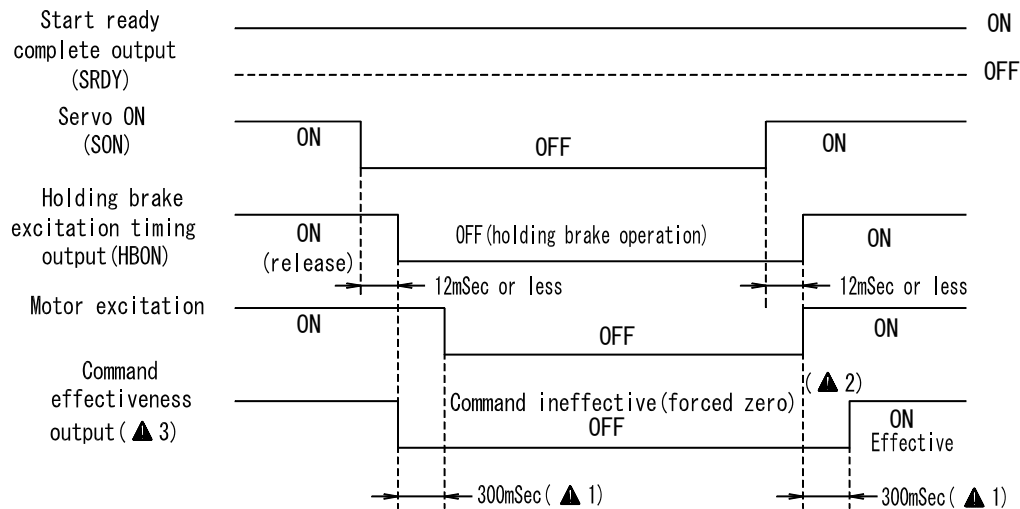 Start ready
complete output
(SRDY)
ON
OFF
Servo ON
(SON)
ON
OFF
ON
Holding brake
excitation timing
output(HBON)
ON
(release)
OFF(holding brake operation)
ON
12mSec or less
12mSec or less
Motor excitation
ON
OFF
ON
Command
effectiveness
output(▲3)
Command ineffective(forced zero)
OFF
(▲2)
ON
Effective
300mSec(▲1)
300mSec(▲1)